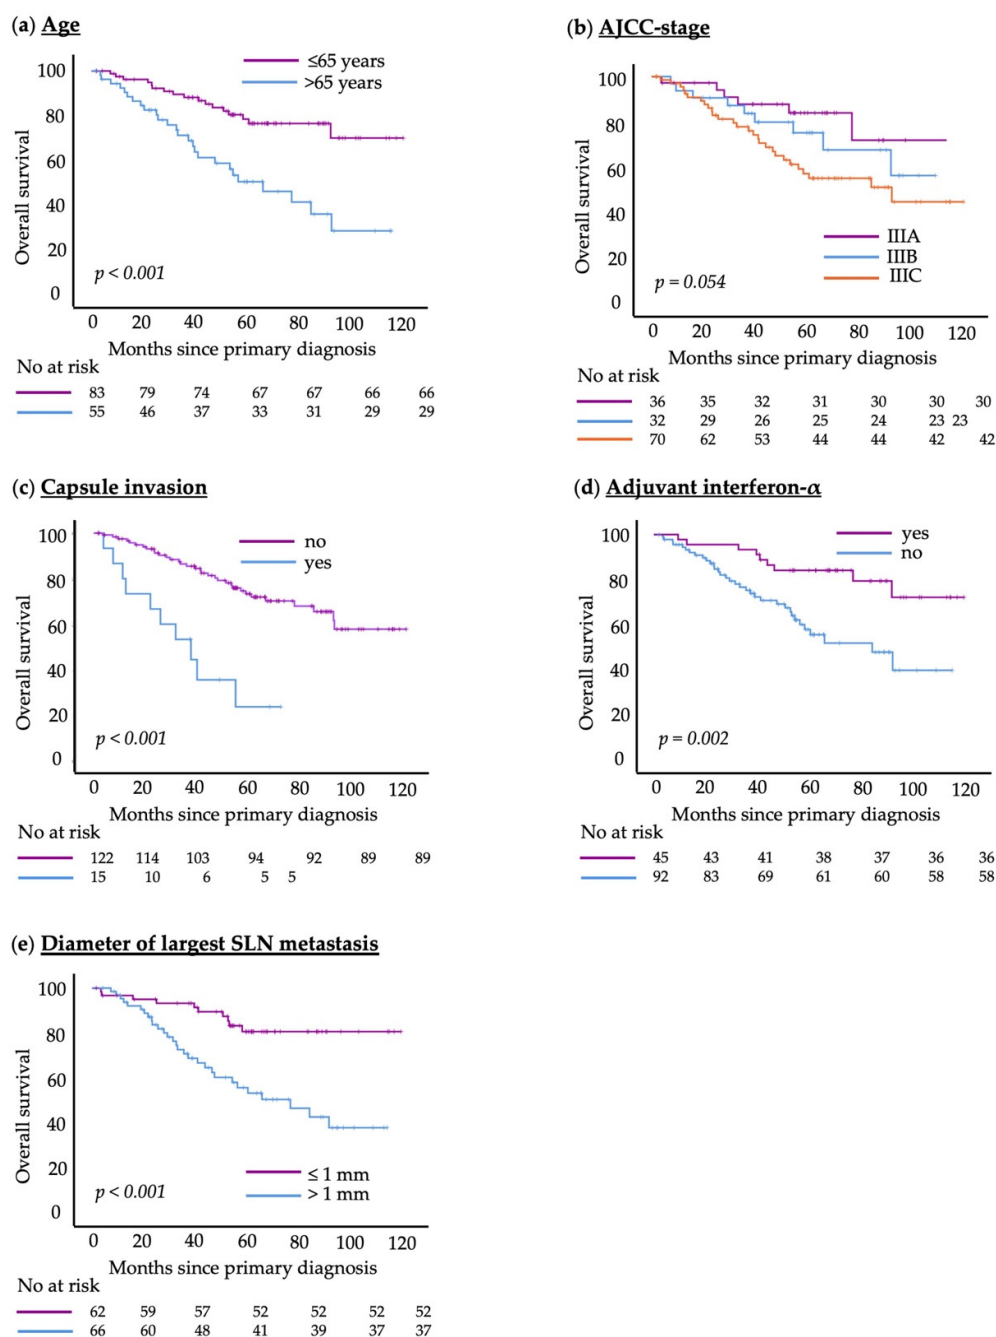 (a) Age
≤65 years
>65 years
100
80
60
40
20
0
Overall survival
p < 0.001
0 20 40 60 80 100 120
Months since primary diagnosis
No at risk
83 79 74 67 67 66 66
55 46 37 33 31 29 29
(b) AJCC-stage
100
80
60
40
20
0
Overall survival
IIIA
IIIB
IIIC
p = 0.054
0 20 40 60 80 100 120
Months since primary diagnosis
No at risk
36 35 32 31 30 30 30
32 29 26 25 24 23 23
70 62 53 44 44 42 42
(c) Capsule invasion
no
yes
100
80
60
40
20
0
Overall survival
p < 0.001
0 20 40 60 80 100 120
Months since primary diagnosis
No at risk
122 114 103 94 92 89 89
15 10 6 5 5
(d) Adjuvant interferon-α
yes
no
100
80
60
40
20
0
Overall survival
p = 0.002
0 20 40 60 80 100 120
Months since primary diagnosis
No at risk
45 43 41 38 37 36 36
92 83 69 61 60 58 58
(e) Diameter of largest SLN metastasis
100
80
60
40
20
0
Overall survival
≤ 1 mm
> 1 mm
p < 0.001
0 20 40 60 80 100 120
Months since primary diagnosis
No at risk
62 59 57 52 52 52 52
66 60 48 41 39 37 37